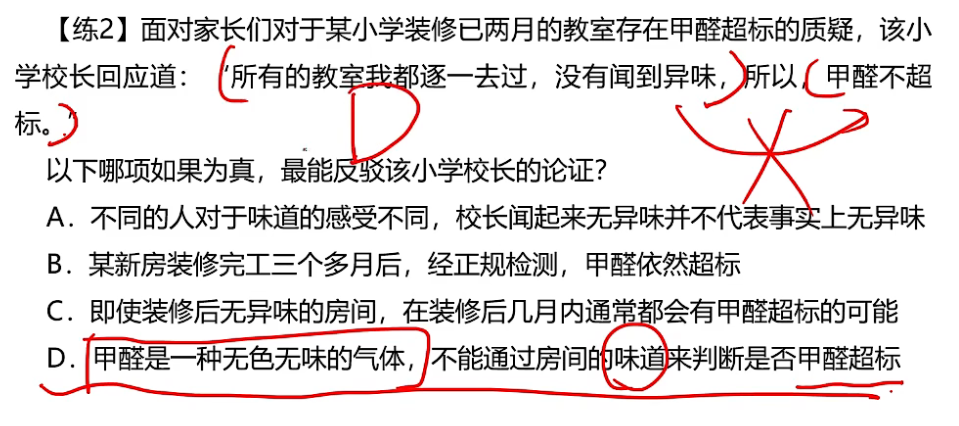 【练2】面对家长们对于某小学装修已两月的教室存在甲醛超标的质疑，该小
学校长回应道：“所有的教室我都逐一去过，没有闻到异味，所以，甲醛不超
标。”
D
以下哪项如果为真，最能反驳该小学校长的论证？
A．不同的人对于味道的感受不同，校长闻起来无异味并不代表事实上无异味
B．某新房装修完工三个多月后，经正规检测，甲醛依然超标
C．即使装修后无异味的房间，在装修后几月内通常都会有甲醛超标的可能
D．甲醛是一种无色无味的气体，不能通过房间的味道来判断是否甲醛超标